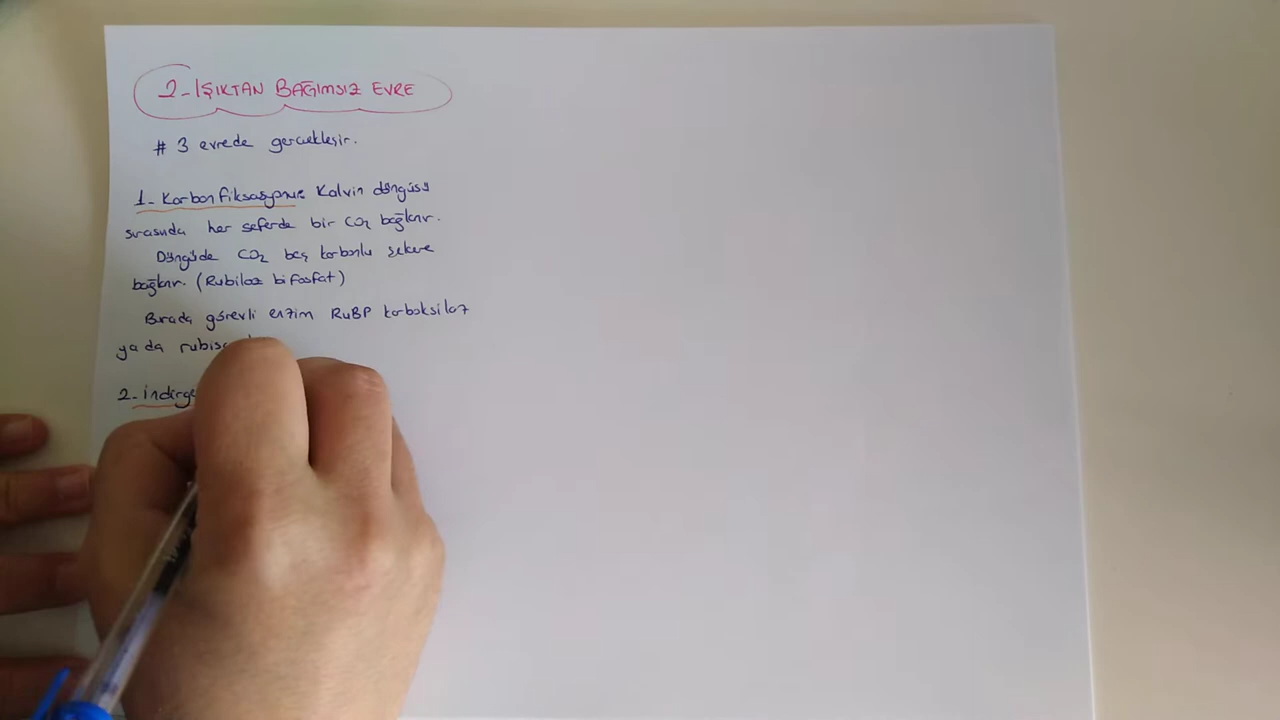 2-IŞIKTAN BAĞIMSIZ EVRE
# 3 evrede gerçekleşir.
1- Karbon fiksasyonu: Kalvin döngüsü
sırasında her seferde bir CO2 bağlanır.
Döngüde CO2 beş karbonlu şekere
bağlanır. (Rubiloz bifosfat)
Burada görevli enzim RuBP karboksilaz
ya da rubisc
2- indirge